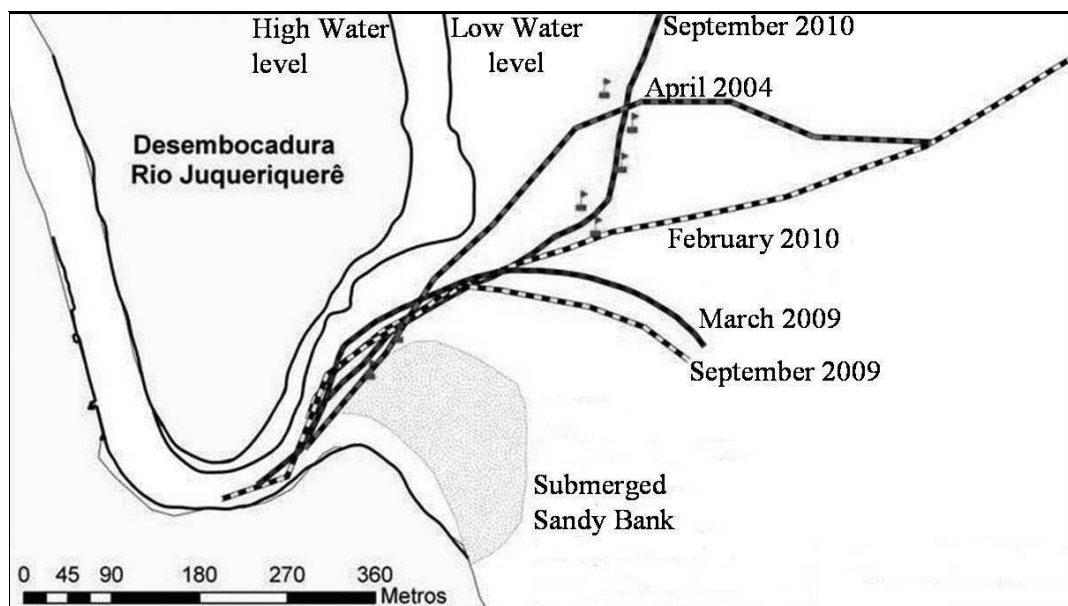 High Water
level
Low Water
level
September 2010
April 2004
Desembocadura
Rio Juqueriquerê
February 2010
March 2009
September 2009
Submerged
Sandy Bank
0 45 90 180 270 360
Metros